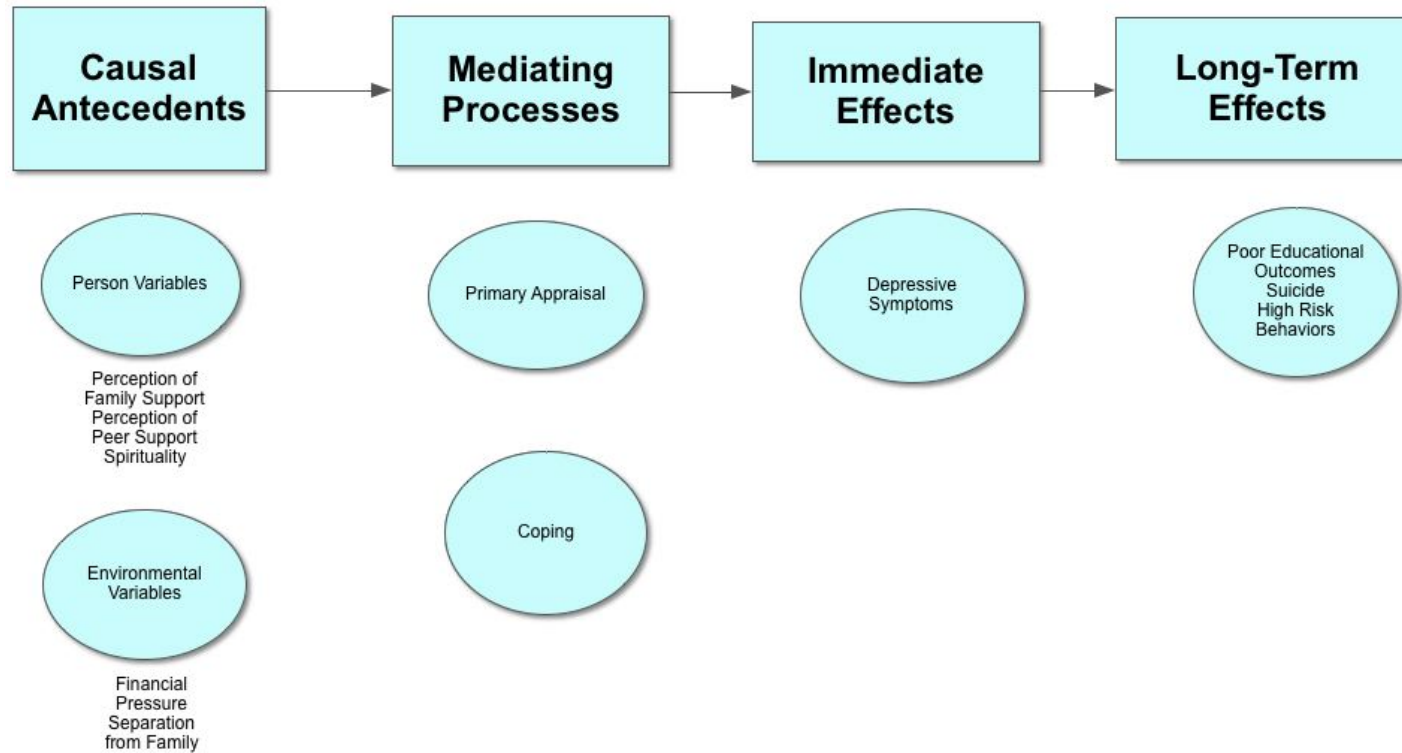 Causal
Antecedents
Mediating
Processes
Immediate
Effects
Long-Term
Effects
Person Variables
Perception of
Family Support
Perception of
Peer Support
Spirituality
Environmental
Variables
Financial
Pressure
Separation
from Family
Primary Appraisal
Coping
Depressive
Symptoms
Poor Educational
Outcomes
Suicide
High Risk
Behaviors